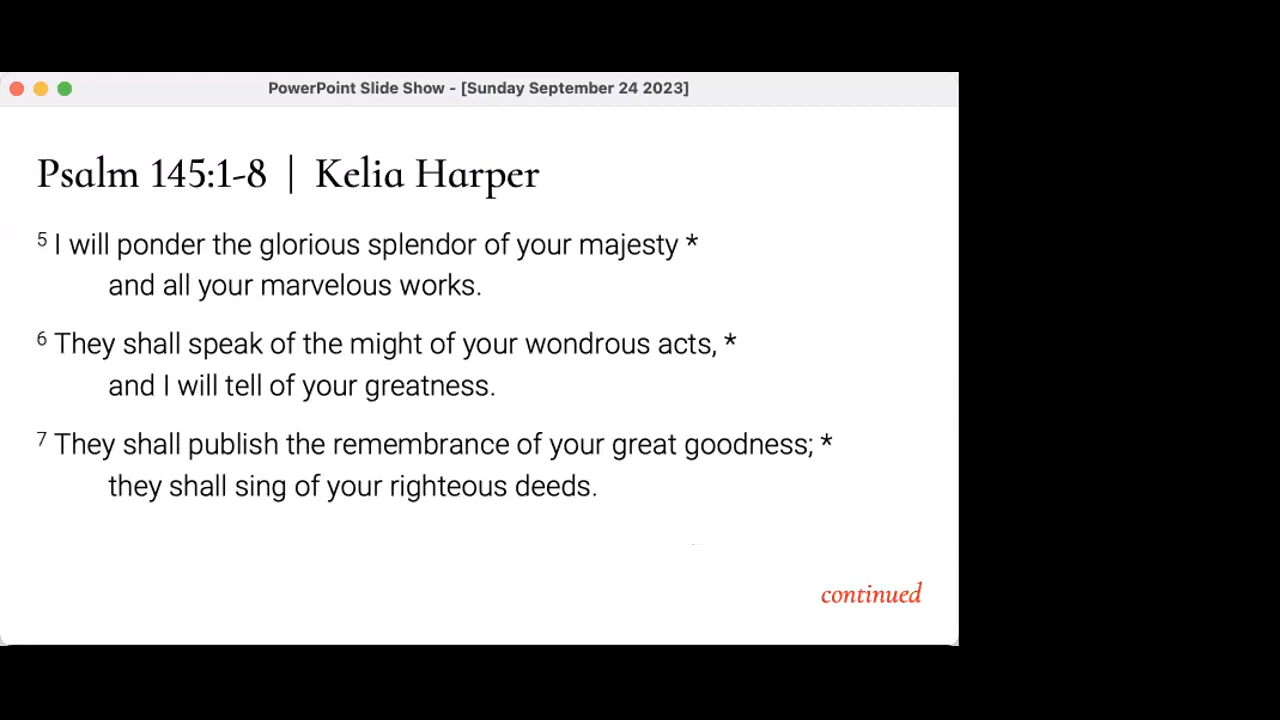 PowerPoint Slide Show - [Sunday September 24 2023]
Psalm 145:1-8 | Kelia Harper
5 I will ponder the glorious splendor of your majesty *
and all your marvelous works.
6 They shall speak of the might of your wondrous acts, *
and I will tell of your greatness.
7 They shall publish the remembrance of your great goodness; *
they shall sing of your righteous deeds.
continued